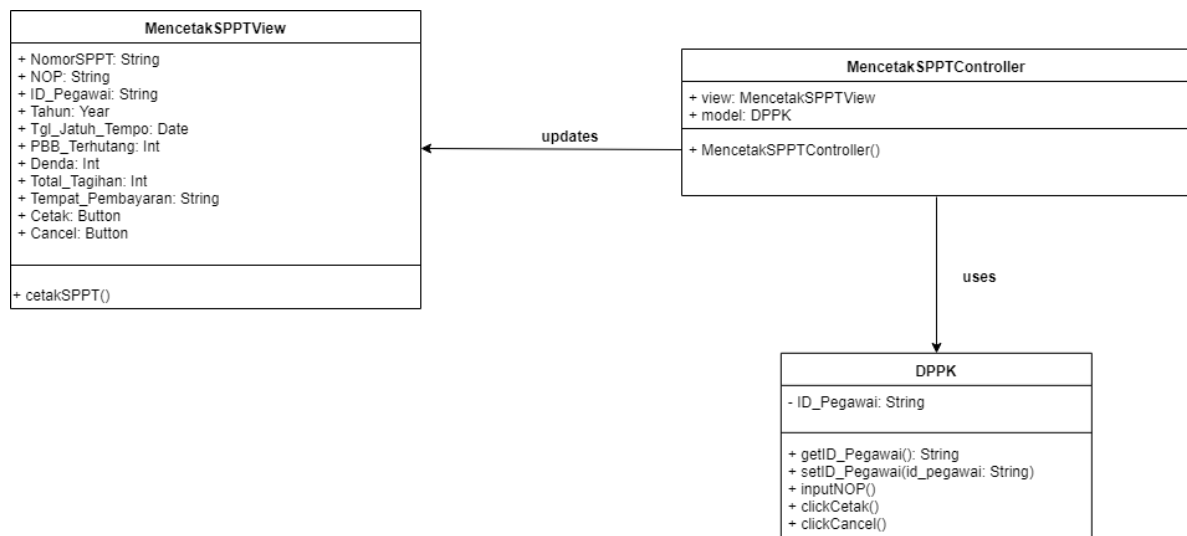 MencetakSPPTView
+ NomorSPPT: String
+ NOP: String
+ ID_Pegawai: String
+ Tahun: Year
+ Tgl_Jatuh_Tempo: Date
+ PBB_Terhutang: Int
+ Denda: Int
+ Total_Tagihan: Int
+ Tempat_Pembayaran: String
+ Cetak: Button
+ Cancel: Button
+ cetakSPPT()
updates
MencetakSPPTController
+ view: MencetakSPPTView
+ model: DPPK
+ MencetakSPPTController()
uses
DPPK
- ID_Pegawai: String
+ getID_Pegawai(): String
+ setID_Pegawai(id_pegawai: String)
+ inputNOP()
+ clickCetak()
+ clickCancel()